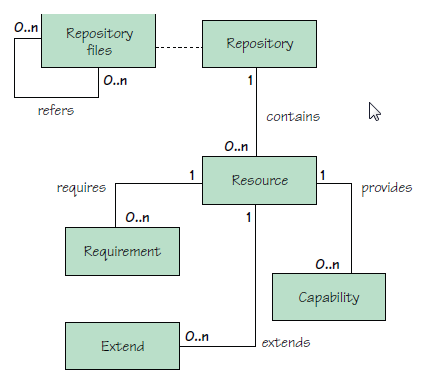 0..n
Repository
files
Repository
0..n
1
refers
contains
0..n
1
Resource
1
requires
provides
0..n
1
Requirement
0..n
Capability
0..n
extends
Extend